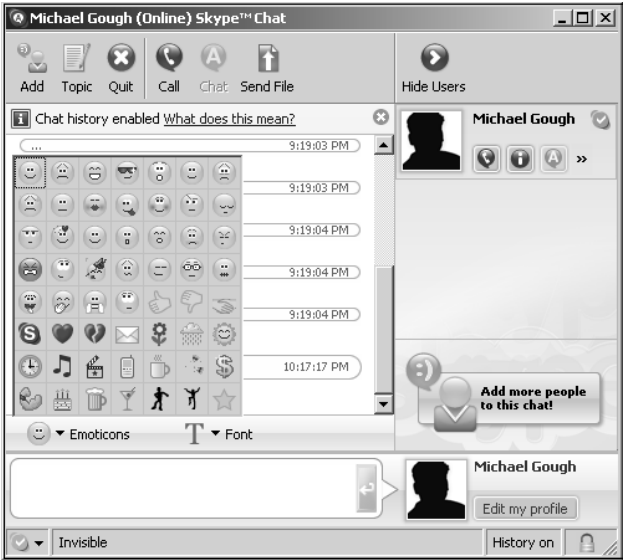 Michael Gough (Online) Skype™ Chat
Add Topic Quit Call Chat Send File Hide Users
Chat history enabled What does this mean?
Michael Gough
... 9:19:03 PM
9:19:03 PM
9:19:04 PM
9:19:04 PM
9:19:04 PM
10:17:17 PM
Add more people
to this chat!
Emoticons T Font
Michael Gough
Edit my profile
Invisible History on